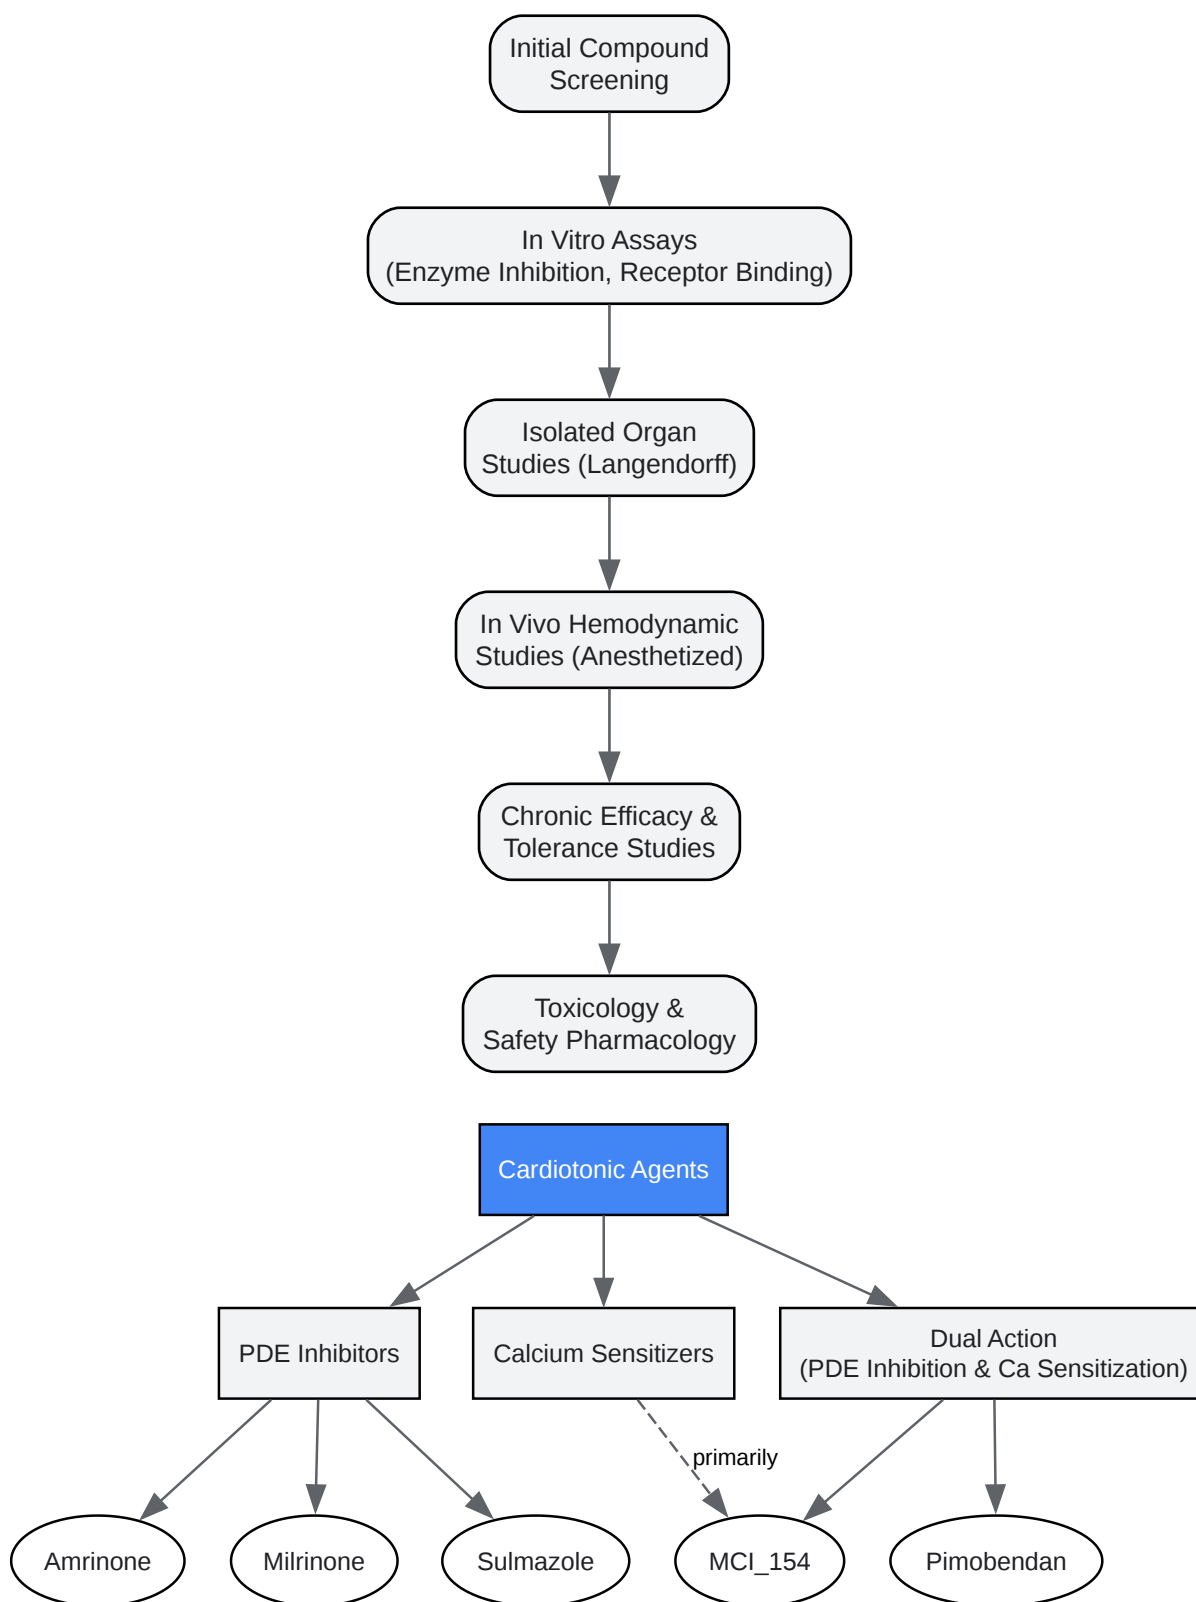 Initial Compound
Screening
In Vitro Assays
(Enzyme Inhibition, Receptor Binding)
Isolated Organ
Studies (Langendorff)
In Vivo Hemodynamic
Studies (Anesthetized)
Chronic Efficacy &
Tolerance Studies
Toxicology &
Safety Pharmacology
Cardiotonic Agents
PDE Inhibitors
Calcium Sensitizers
Dual Action
(PDE Inhibition & Ca Sensitization)
primarily
Amrinone
Milrinone
Sulmazole
MCI_154
Pimobendan